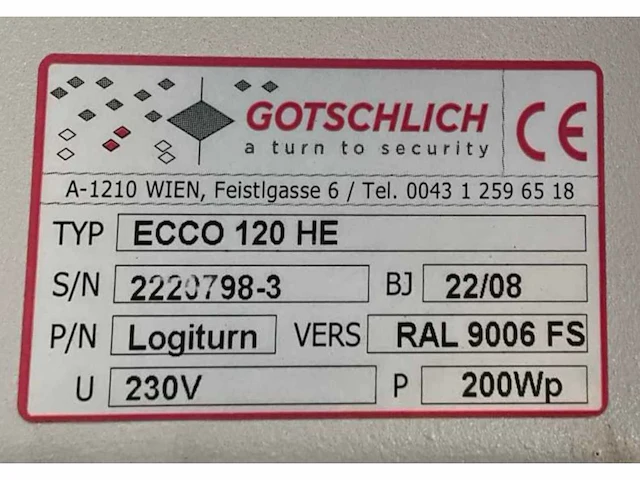 GOTSCHLICH CE
a turn to security
A-1210 WIEN, Feistlgasse 6 / Tel. 0043 1 259 65 18
TYP ECCO 120 HE
S/N 2220798-3 BJ 22/08
P/N Logiturn VERS RAL 9006 FS
U 230V P 200Wp